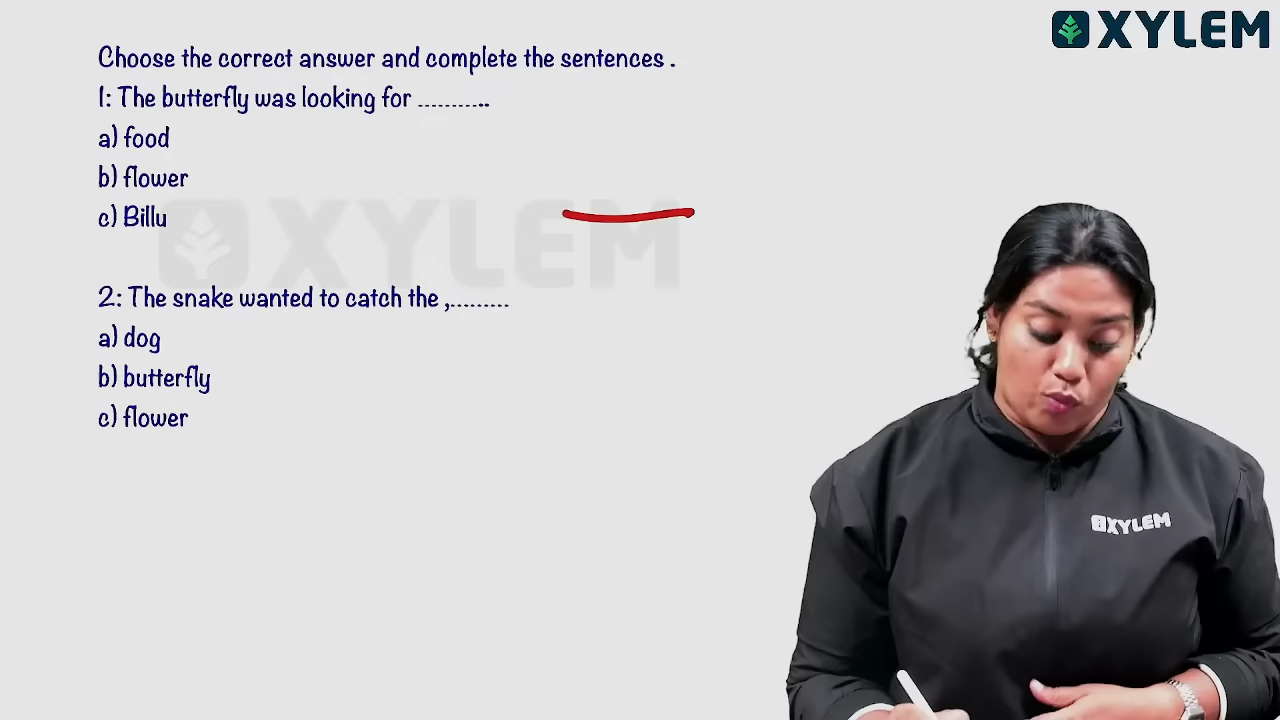 XYLEM
Choose the correct answer and complete the sentences .
1: The butterfly was looking for ...........
a) food
b) flower
c) Billu
XYLEM
2: The snake wanted to catch the ,.........
a) dog
b) butterfly
c) flower
XYLEM